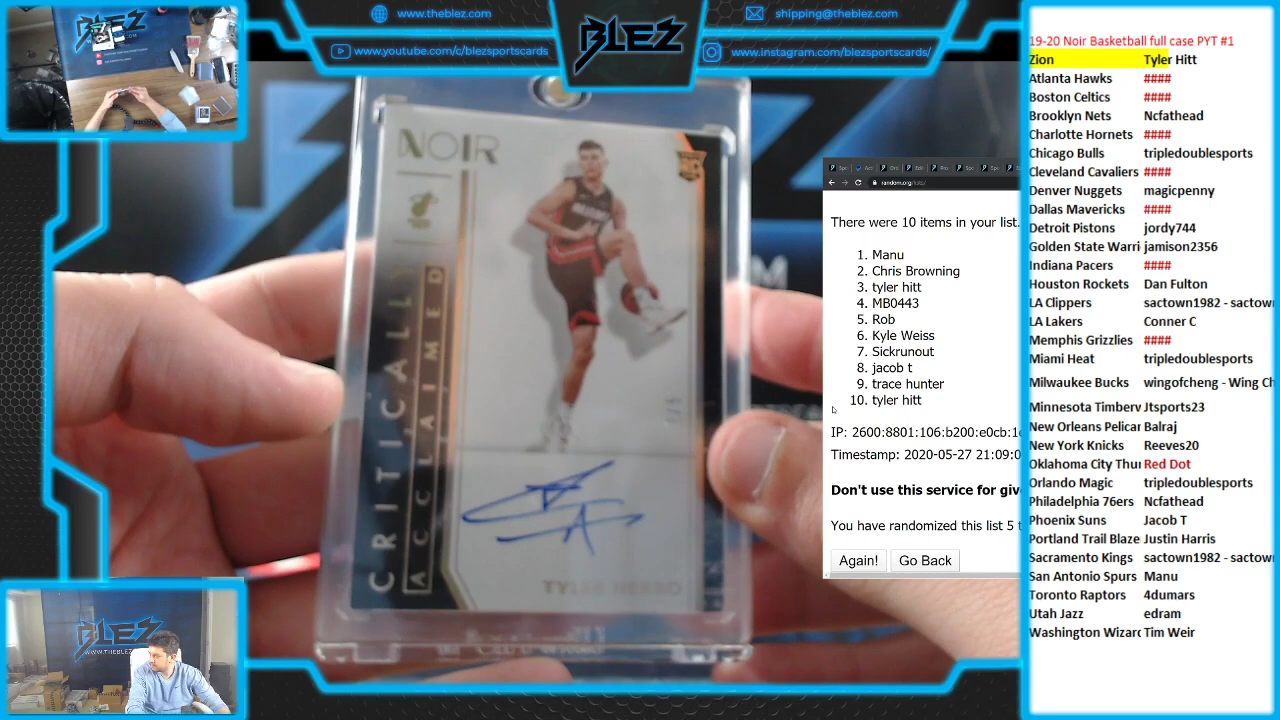 www.theblez.com
shipping@theblez.com
www.youtube.com/c/blezsportscards
www.instagram.com/blezsportscards/
BLEZ
NOIR
CRITICALLY
ACCLAIMED
TYLER HERRO
BLEZ
WWW.THEBLEZ.COM
random.org/lists/
There were 10 items in your list.
1. Manu
2. Chris Browning
3. tyler hitt
4. MB0443
5. Rob
6. Kyle Weiss
7. Sickrunout
8. jacob t
9. trace hunter
10. tyler hitt
IP: 2600:8801:106:b200:e0cb:1
Timestamp: 2020-05-27 21:09:0
Don't use this service for giv
You have randomized this list 5 t
Again! Go Back
19-20 Noir Basketball full case PYT #1
Zion Tyler Hitt
Atlanta Hawks ####
Boston Celtics ####
Brooklyn Nets Ncfathead
Charlotte Hornets ####
Chicago Bulls tripledoublesports
Cleveland Cavaliers ####
Denver Nuggets magicpenny
Dallas Mavericks ####
Detroit Pistons jordy744
Golden State Warri jamison2356
Indiana Pacers ####
Houston Rockets Dan Fulton
LA Clippers sactown1982 - sactow
LA Lakers Conner C
Memphis Grizzlies ####
Miami Heat tripledoublesports
Milwaukee Bucks wingofcheng - Wing Ch
Minnesota Timberv Jtsports23
New Orleans Pelicar Balraj
New York Knicks Reeves20
Oklahoma City Thu Red Dot
Orlando Magic tripledoublesports
Philadelphia 76ers Ncfathead
Phoenix Suns Jacob T
Portland Trail Blaze Justin Harris
Sacramento Kings sactown1982 - sactow
San Antonio Spurs Manu
Toronto Raptors 4dumars
Utah Jazz edram
Washington Wizard Tim Weir